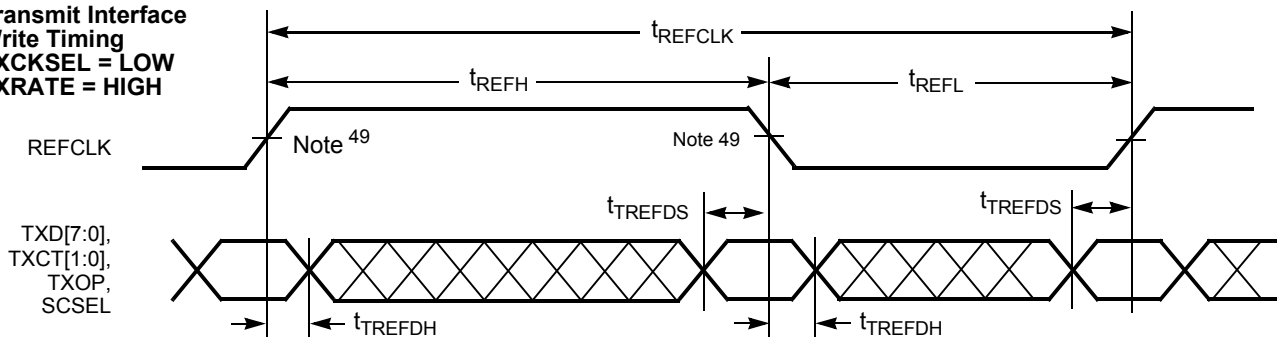 ransmit Interface
rite Timing
XCKSEL = LOW
XRATE = HIGH
tREFCLK
tREFH
tREFL
REFCLK
Note 49
Note 49
tTREFDS
tTREFDS
TXD[7:0],
TXCT[1:0],
TXOP,
SCSEL
tTREFDH
tTREFDH